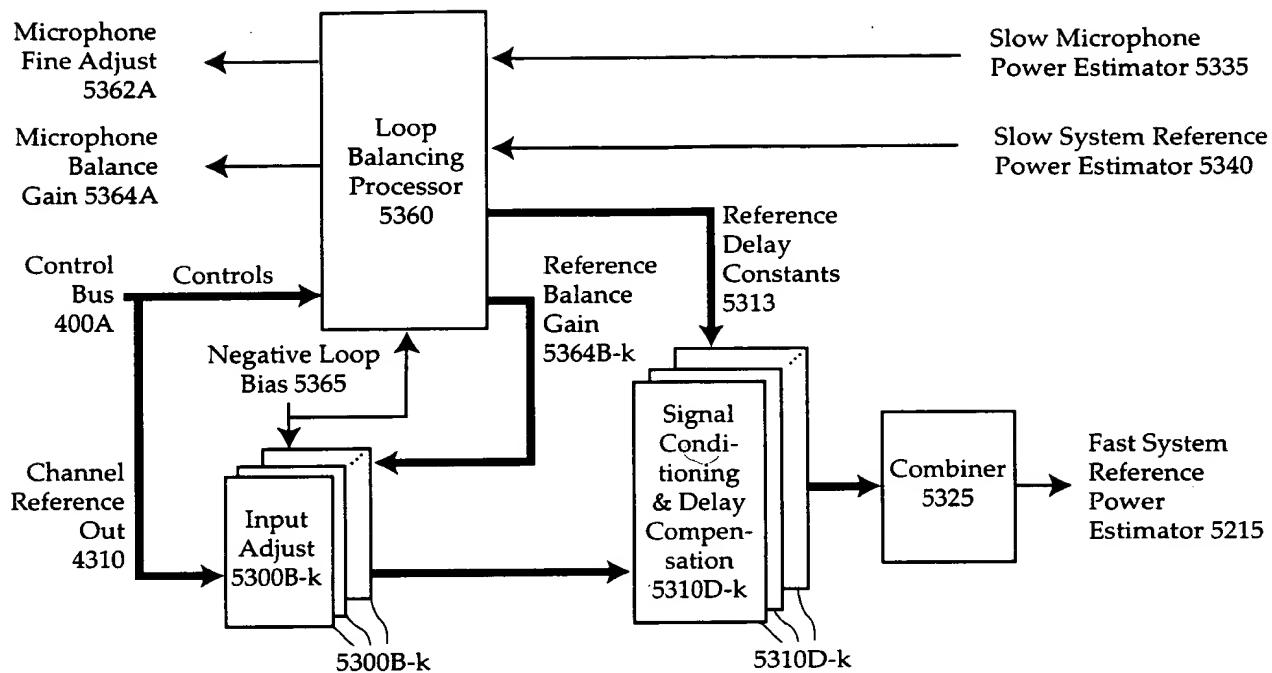 Microphone
Fine Adjust
5362A
Microphone
Balance
Gain 5364A
Loop
Balancing
Processor
5360
Slow Microphone
Power Estimator 5335
Slow System Reference
Power Estimator 5340
Control
Bus
400A
Controls
Reference
Delay
Constants
5313
Reference
Balance
Gain
5364B-k
Negative Loop
Bias 5365
Channel
Reference
Out
4310
Input
Adjust
5300B-k
5300B-k
Signal
Condi-
tioning
& Delay
Compen-
sation
5310D-k
5310D-k
Combiner
5325
Fast System
Reference
Power
Estimator 5215